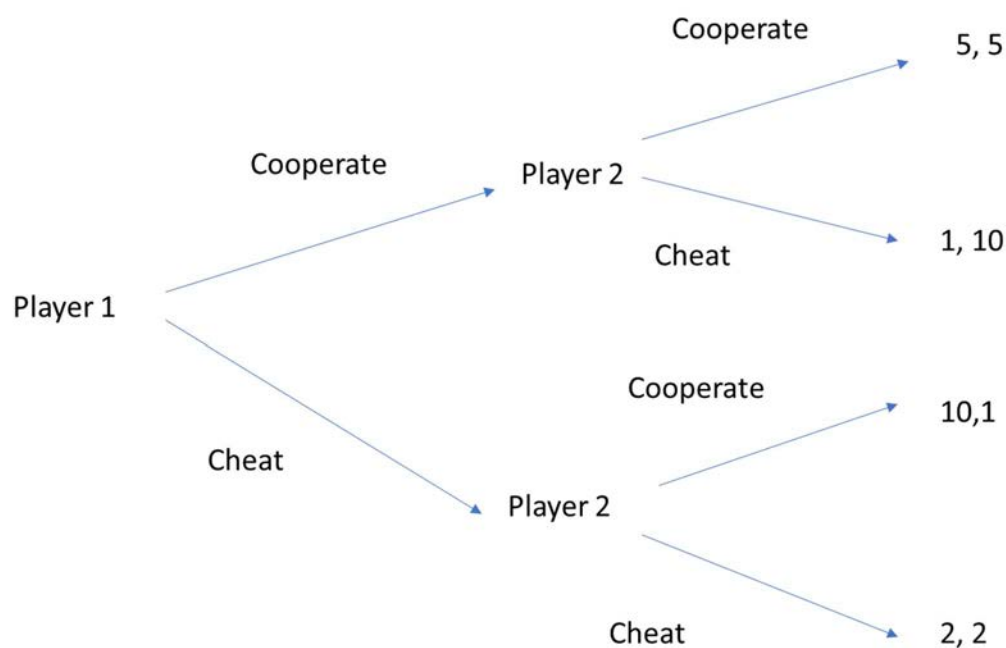 Cooperate
5, 5
Cooperate
Player 2
Cheat
1, 10
Player 1
Cooperate
10,1
Cheat
Player 2
Cheat
2, 2